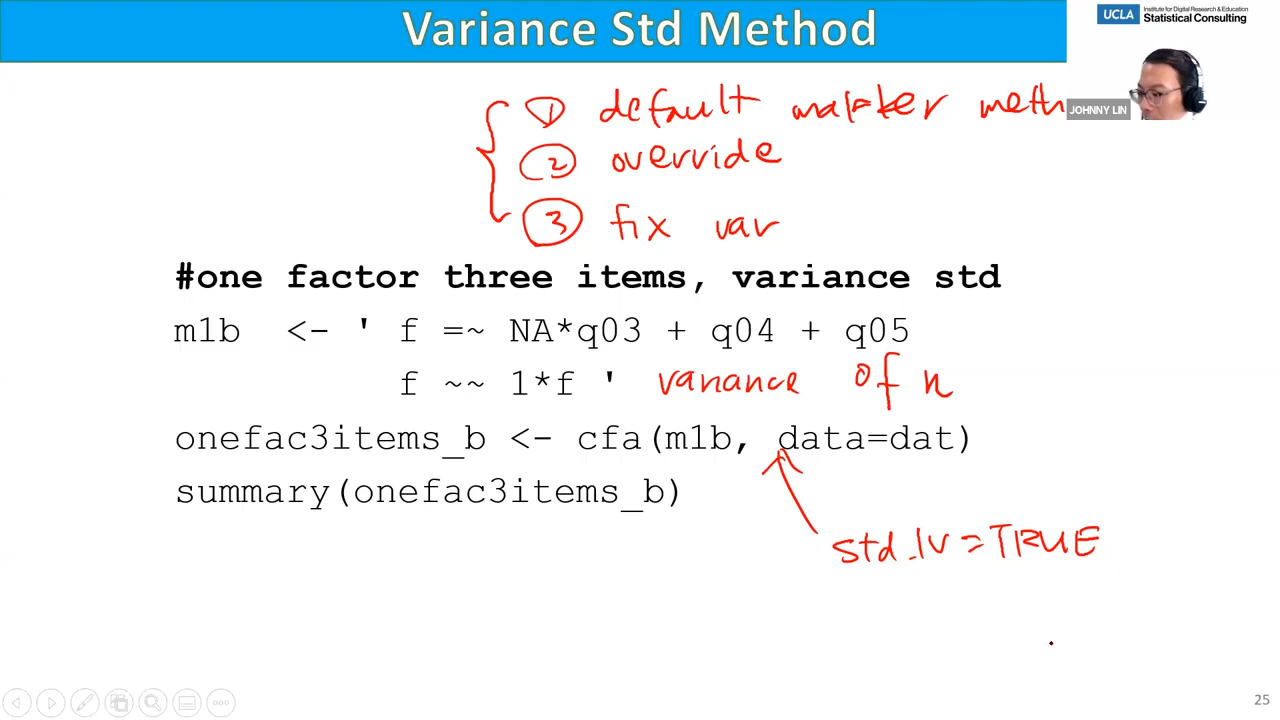 Variance Std Method
UCLA Institute for Digital Research & Education
Statistical Consulting
JOHNNY LIN
① default marker meth
② override
③ fix var
#one factor three items, variance std
m1b <- ' f =~ NA*q03 + q04 + q05
f ~~ 1*f ' variance of η
onefac3items_b <- cfa(m1b, data=dat)
summary(onefac3items_b)
std.lv = TRUE
25